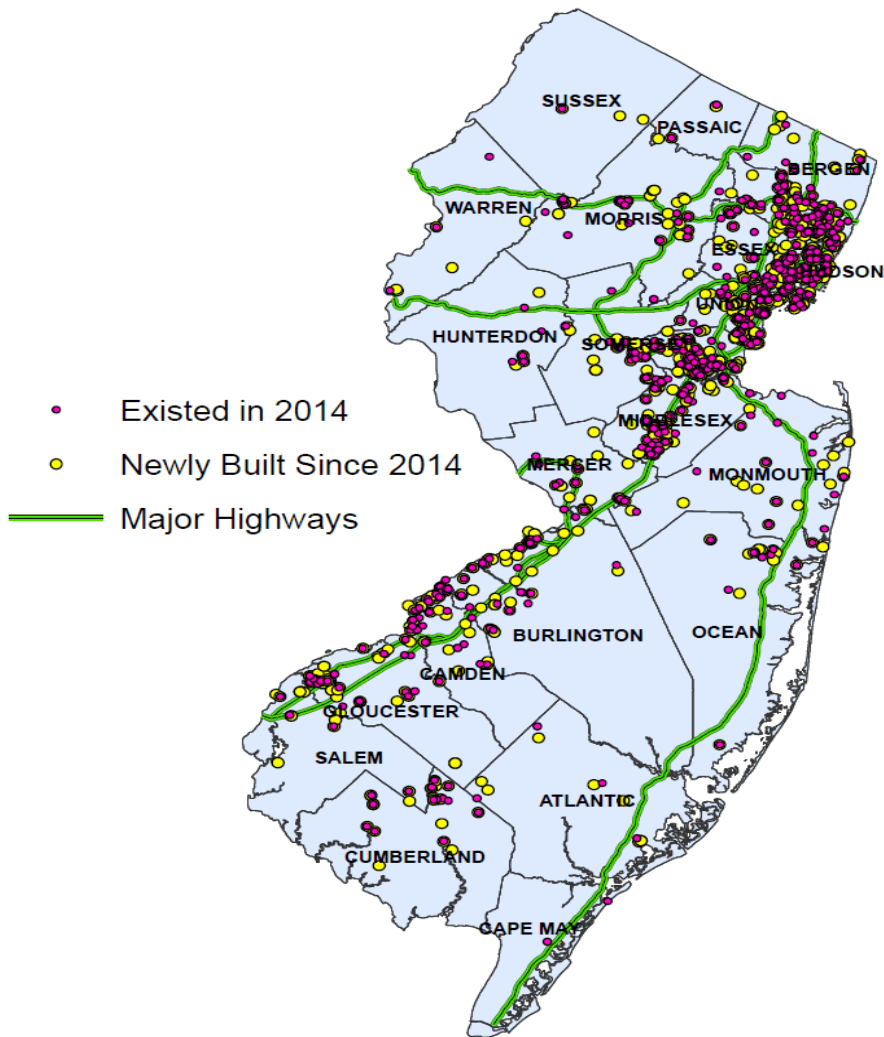 SUSSEX
PASSAIC
BERGEN
WARREN
MORRIS
ESSEX
HUDSON
UNION
HUNTERDON
SOMERSET
Existed in 2014
MIDDLESEX
Newly Built Since 2014
MERCER
MONMOUTH
Major Highways
BURLINGTON
OCEAN
CAMDEN
GLOUCESTER
SALEM
ATLANTIC
CUMBERLAND
CAPE MAY